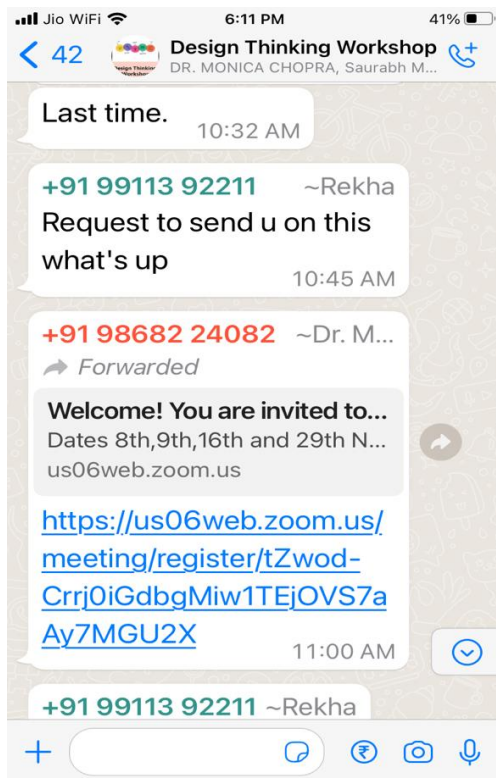 Jio WiFi 6:11 PM 41%
42 Design Thinking Workshop
DR. MONICA CHOPRA, Saurabh M...
Last time.
10:32 AM
+91 99113 92211 ~Rekha
Request to send u on this
what's up
10:45 AM
+91 98682 24082 ~Dr. M...
Forwarded
Welcome! You are invited to...
Dates 8th,9th,16th and 29th N...
us06web.zoom.us
https://us06web.zoom.us/
meeting/register/tZwod-
Crrj0iGdbgMiw1TEjOVS7a
Ay7MGU2X
11:00 AM
+91 99113 92211 ~Rekha